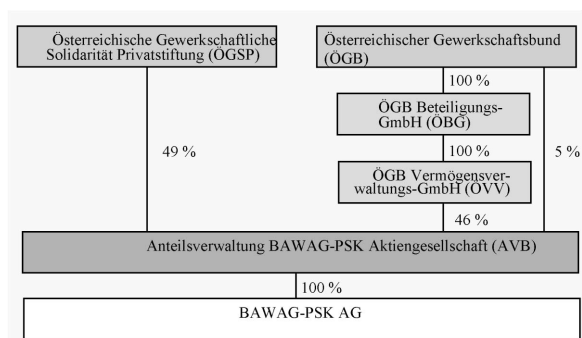 Österreichische Gewerkschaftliche
Solidarität Privatstiftung (ÖGSP)
Österreichischer Gewerkschaftsbund
(ÖGB)
100 %
ÖGB Beteiligungs-
GmbH (ÖBG)
49 %
100 %
5 %
ÖGB Vermögensver-
waltungs-GmbH (ÖVV)
46 %
Anteilsverwaltung BAWAG-PSK Aktiengesellschaft (AVB)
100 %
BAWAG-PSK AG